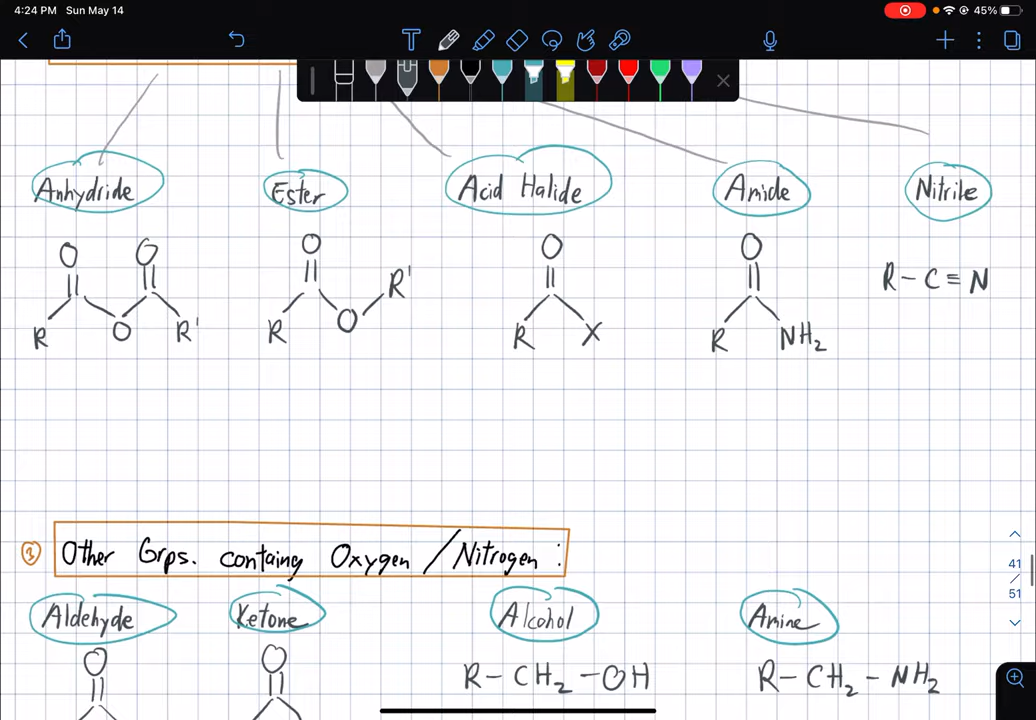 4:24 PM Sun May 14 45%
T
Anhydride Ester Acid Halide Amide Nitrile
O O O O O
R O R' R O R' R X R NH2 R-C≡N
41
/
51
③ Other Grps. containg Oxygen / Nitrogen :
Aldehyde Ketone Alcohol Amine
O O R-CH2-OH R-CH2-NH2